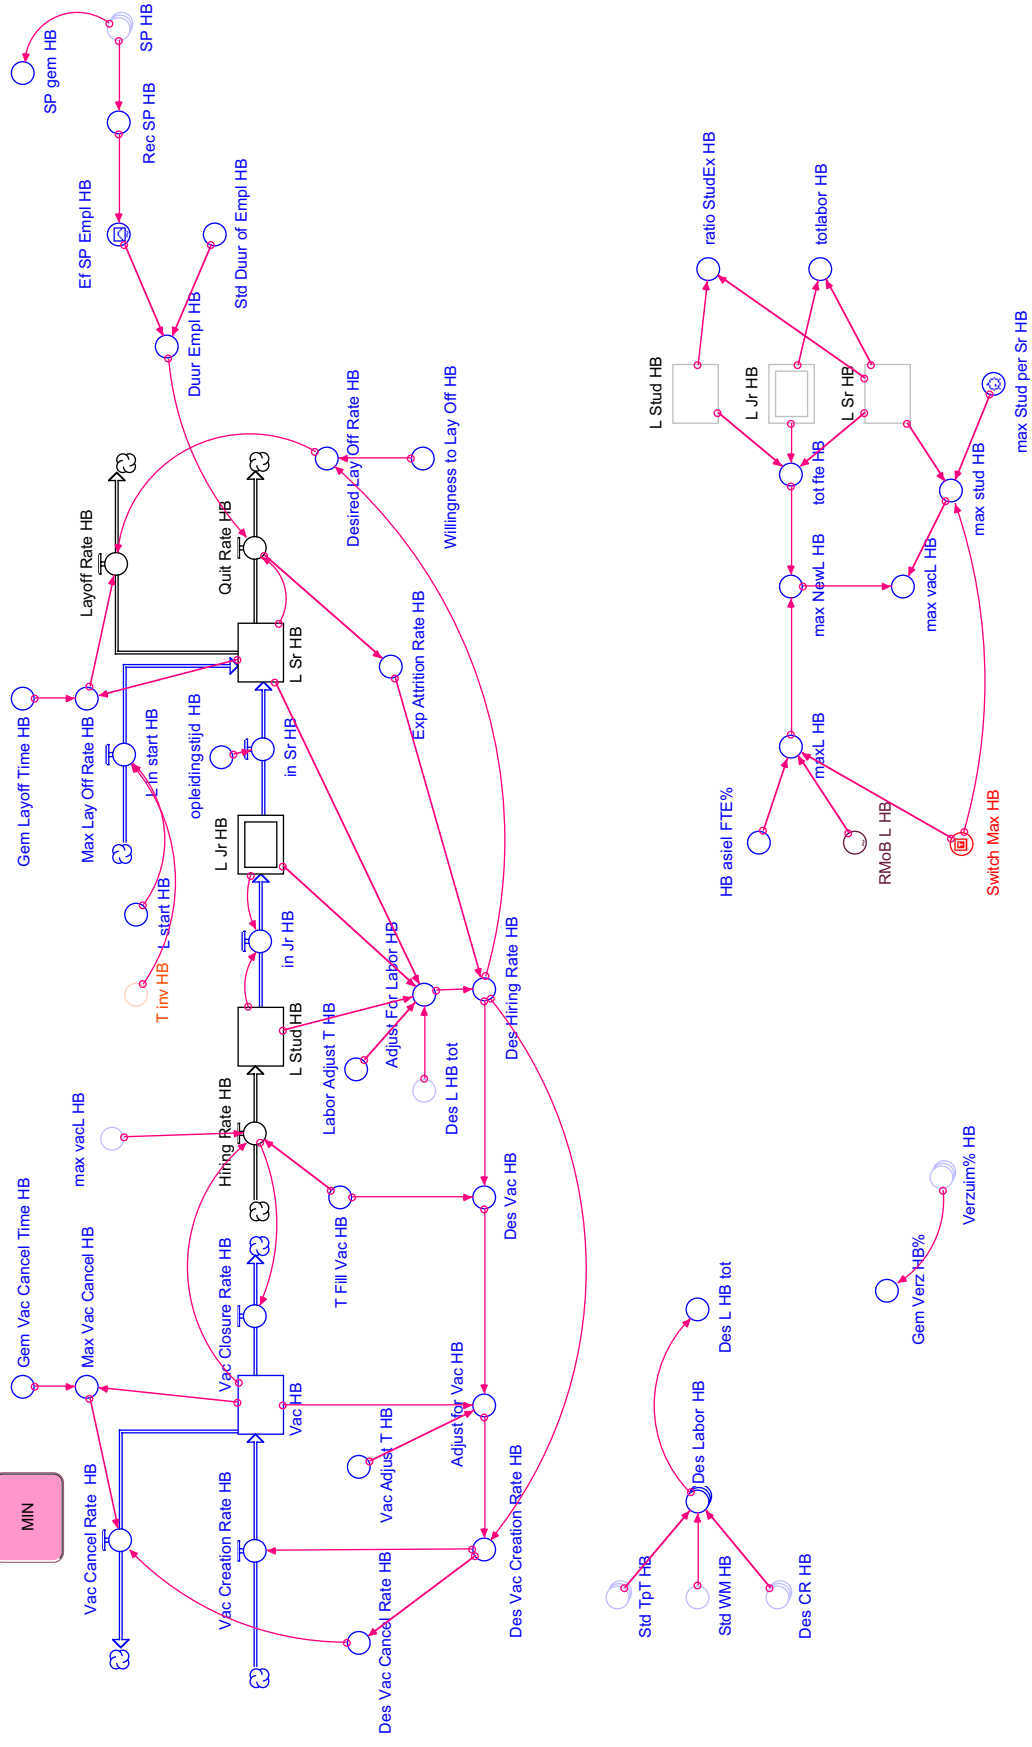 MIN
Gem Vac Cancel Time HB
Max Vac Cancel HB
Vac Cancel Rate HB
Vac Creation Rate HB
Vac HB
Vac Closure Rate HB
Vac Adjust T HB
Adjust for Vac HB
Des Vac Cancel Rate HB
Des Vac Creation Rate HB
max vacL HB
Hiring Rate HB
T Fill Vac HB
Des Vac HB
L Stud HB
in Jr HB
L Jr HB
in Sr HB
L Sr HB
T inv HB
L start HB
L in start HB
opleidingstijd HB
Labor Adjust T HB
Adjust For Labor HB
Des L HB tot
Des Hiring Rate HB
Exp Attrition Rate HB
Gem Layoff Time HB
Max Lay Off Rate HB
Layoff Rate HB
Quit Rate HB
Desired Lay Off Rate HB
Willingness to Lay Off HB
Duur Empl HB
Ef SP Empl HB
Std Duur of Empl HB
Rec SP HB
SP HB
SP gem HB
Std TpT HB
Std WM HB
Des CR HB
Des Labor HB
Des L HB tot
Gem Verz HB%
Verzuim% HB
HB asiel FTE%
RMoB L HB
Switch Max HB
maxL HB
max NewL HB
max vacL HB
tot fte HB
max stud HB
L Stud HB
L Jr HB
L Sr HB
max Stud per Sr HB
ratio StudEx HB
totlabor HB